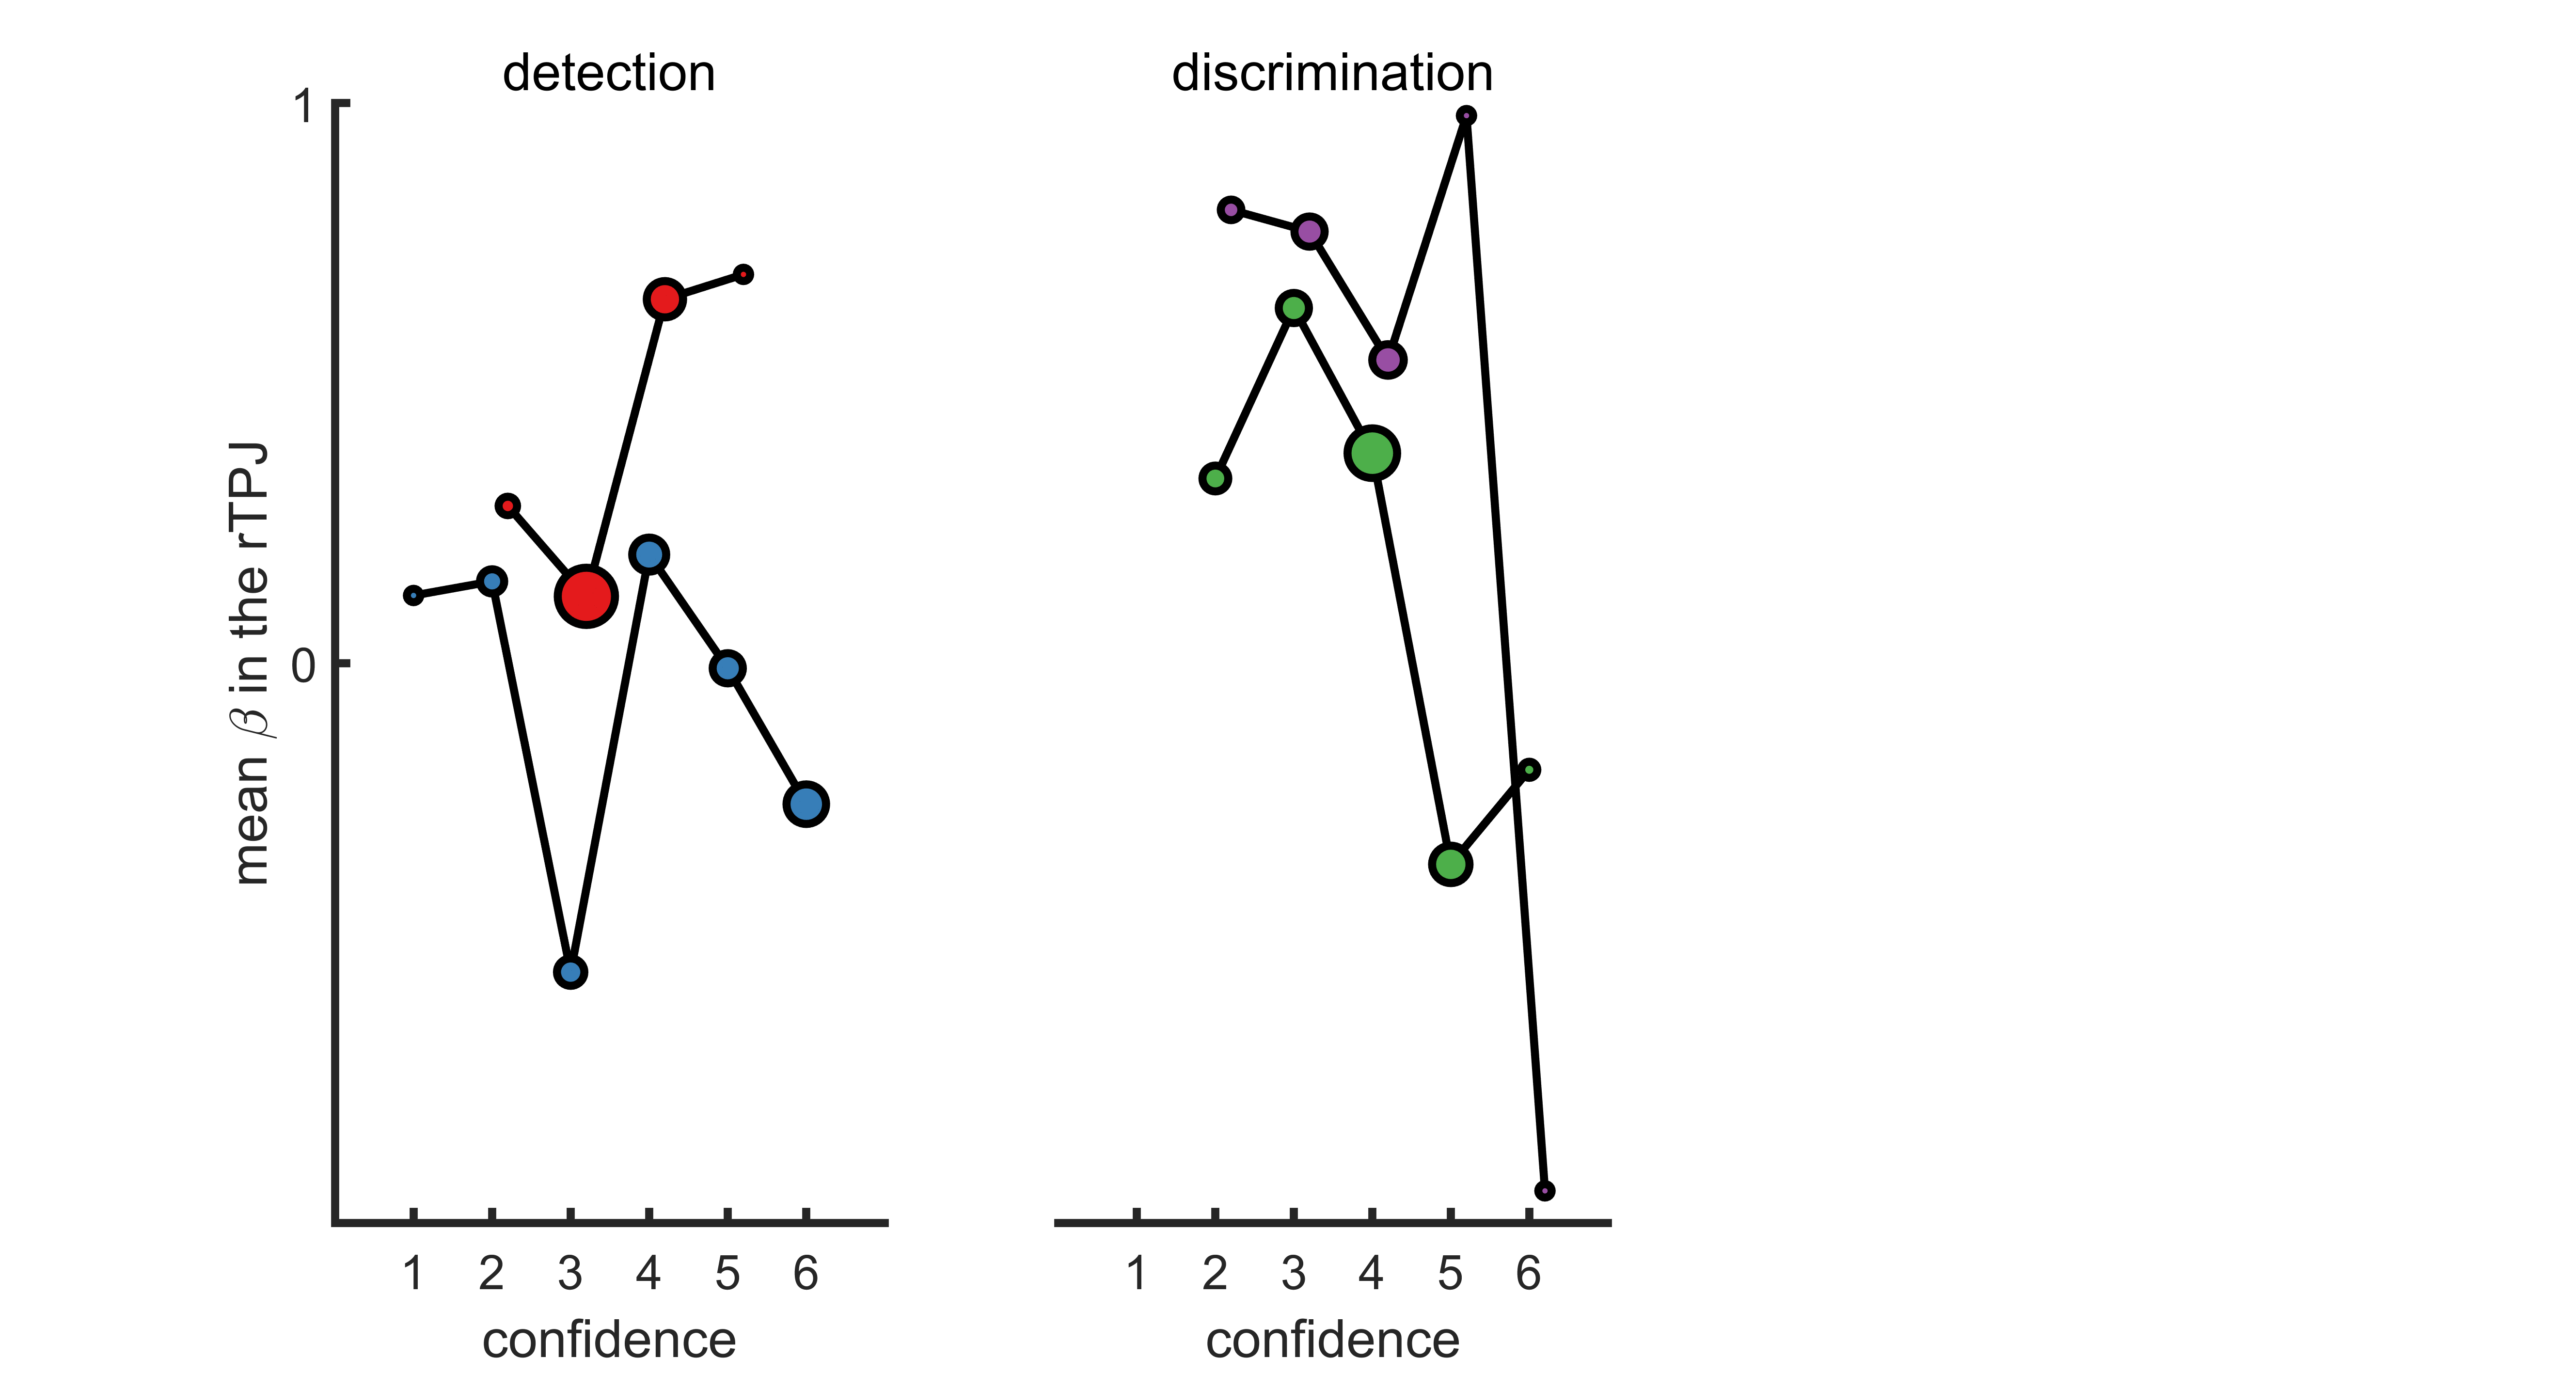 detection
discrimination
1
0
mean β in the rTPJ
1 2 3 4 5 6
1 2 3 4 5 6
confidence
confidence